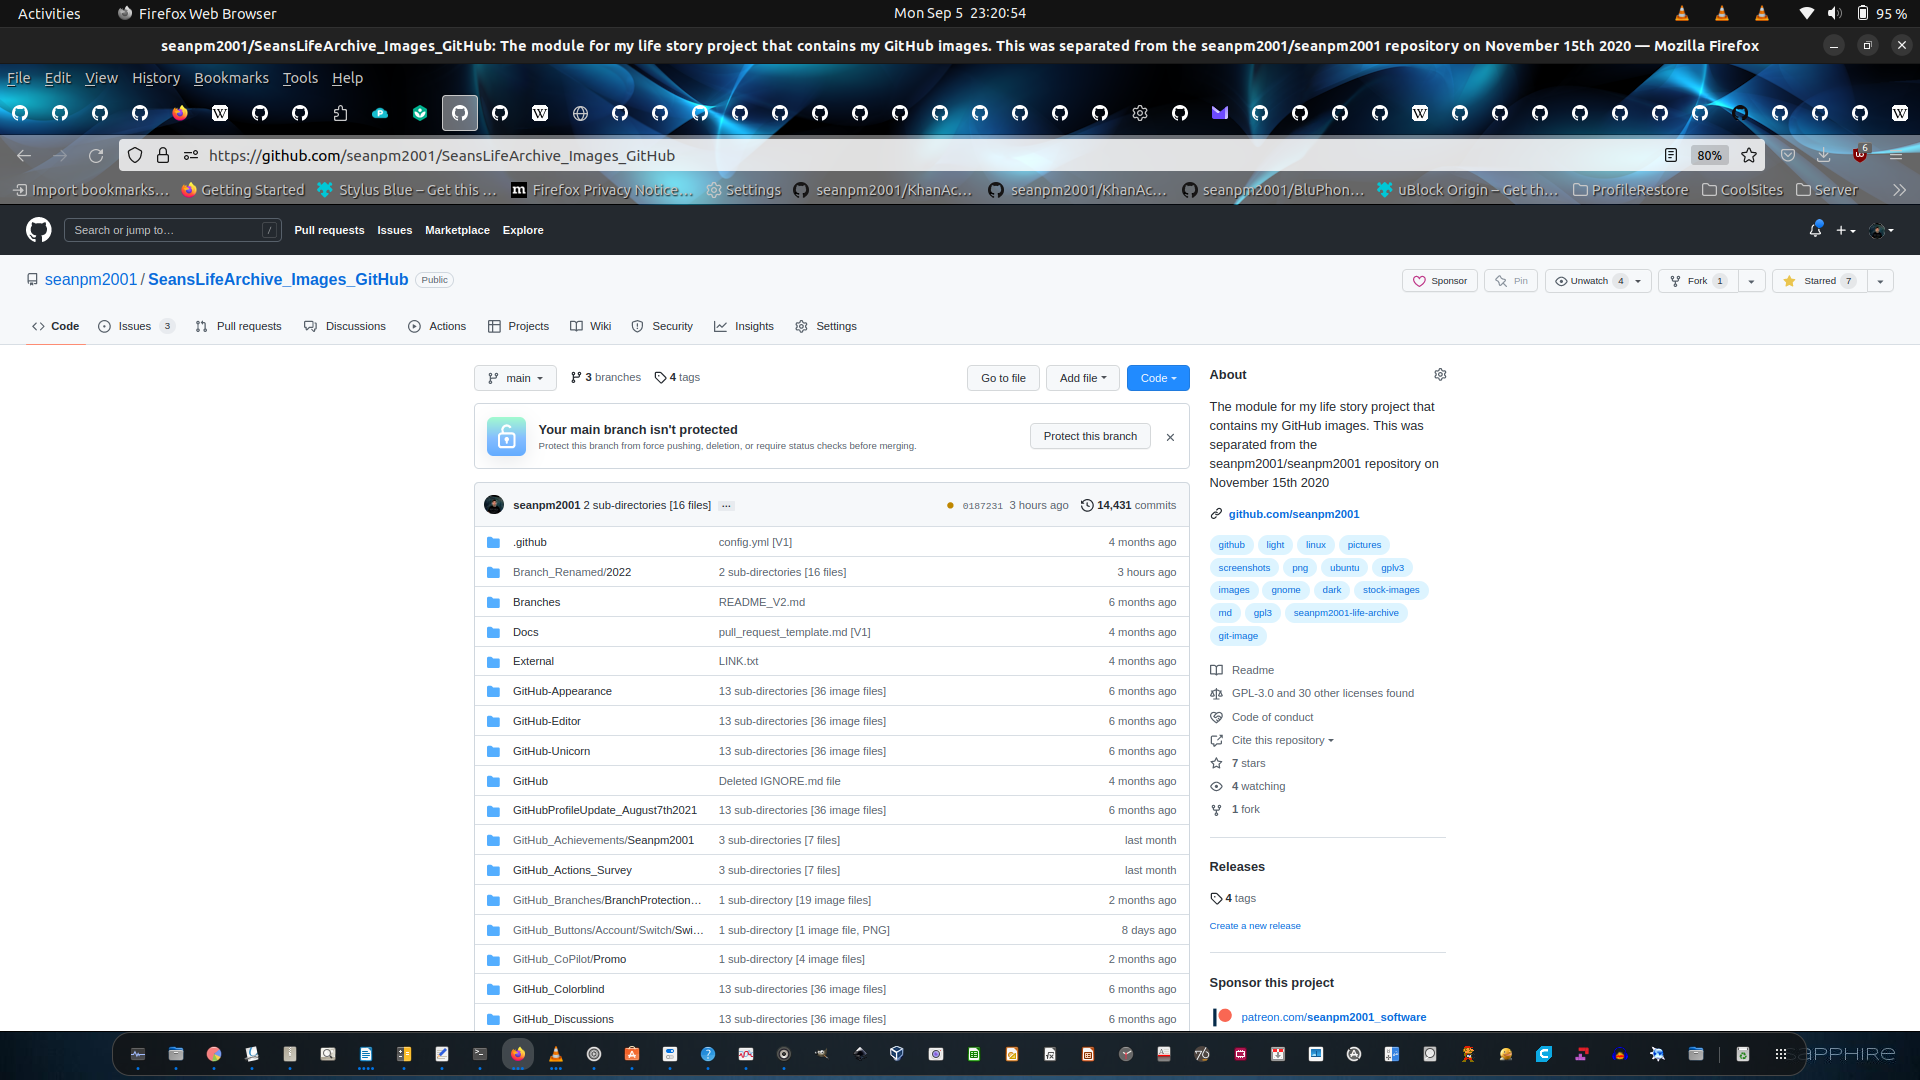 Activities Firefox Web Browser Mon Sep 5 23:20:54 95 %
seanpm2001/SeansLifeArchive_Images_GitHub: The module for my life story project that contains my GitHub images. This was separated from the seanpm2001/seanpm2001 repository on November 15th 2020 — Mozilla Firefox
File Edit View History Bookmarks Tools Help
https://github.com/seanpm2001/SeansLifeArchive_Images_GitHub 80% 6
Import bookmarks… Getting Started Stylus Blue – Get this … Firefox Privacy Notice… Settings seanpm2001/KhanAc… seanpm2001/KhanAc… seanpm2001/BluPhon… uBlock Origin – Get th… ProfileRestore CoolSites Server
Search or jump to… / Pull requests Issues Marketplace Explore
seanpm2001 / SeansLifeArchive_Images_GitHub Public Sponsor Pin Unwatch 4 Fork 1 Starred 7
Code Issues 3 Pull requests Discussions Actions Projects Wiki Security Insights Settings
main 3 branches 4 tags Go to file Add file Code
Your main branch isn't protected
Protect this branch from force pushing, deletion, or require status checks before merging.
Protect this branch
seanpm2001 2 sub-directories [16 files] … 0187231 3 hours ago 14,431 commits
.github config.yml [V1] 4 months ago
Branch_Renamed/2022 2 sub-directories [16 files] 3 hours ago
Branches README_V2.md 6 months ago
Docs pull_request_template.md [V1] 4 months ago
External LINK.txt 4 months ago
GitHub-Appearance 13 sub-directories [36 image files] 6 months ago
GitHub-Editor 13 sub-directories [36 image files] 6 months ago
GitHub-Unicorn 13 sub-directories [36 image files] 6 months ago
GitHub Deleted IGNORE.md file 4 months ago
GitHubProfileUpdate_August7th2021 13 sub-directories [36 image files] 6 months ago
GitHub_Achievements/Seanpm2001 3 sub-directories [7 files] last month
GitHub_Actions_Survey 3 sub-directories [7 files] last month
GitHub_Branches/BranchProtection… 1 sub-directory [19 image files] 2 months ago
GitHub_Buttons/Account/Switch/Swi… 1 sub-directory [1 image file, PNG] 8 days ago
GitHub_CoPilot/Promo 1 sub-directory [4 image files] 2 months ago
GitHub_Colorblind 13 sub-directories [36 image files] 6 months ago
GitHub_Discussions 13 sub-directories [36 image files] 6 months ago
About
The module for my life story project that
contains my GitHub images. This was
separated from the
seanpm2001/seanpm2001 repository on
November 15th 2020
github.com/seanpm2001
github light linux pictures
screenshots png ubuntu gplv3
images gnome dark stock-images
md gpl3 seanpm2001-life-archive
git-image
Readme
GPL-3.0 and 30 other licenses found
Code of conduct
Cite this repository
7 stars
4 watching
1 fork
Releases
4 tags
Create a new release
Sponsor this project
patreon.com/seanpm2001_software
SAPPHIRE